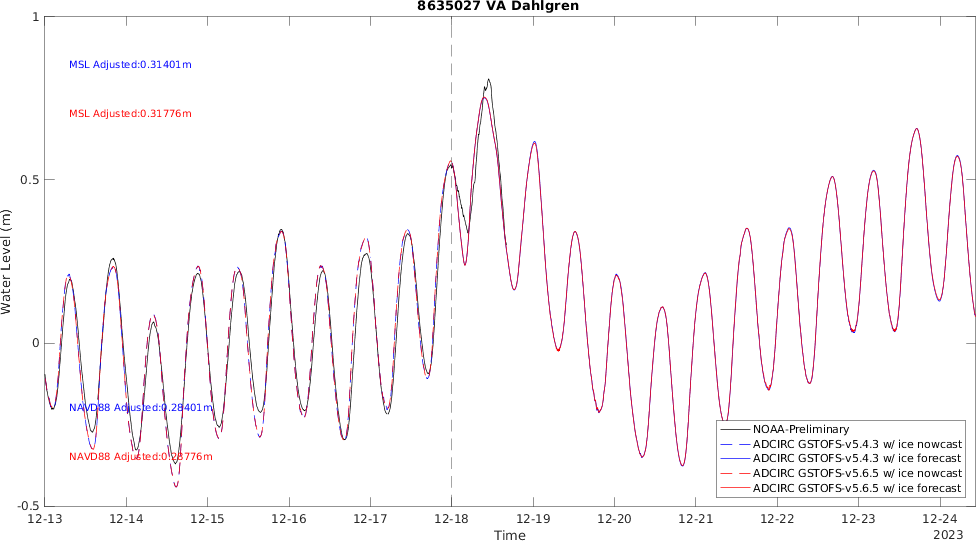 8635027 VA Dahlgren
1
MSL Adjusted:0.31401m
MSL Adjusted:0.31776m
0.5
Water Level (m)
0
NAVD88 Adjusted:0.28401m
NAVD88 Adjusted:0.28776m
NOAA-Preliminary
ADCIRC GSTOFS-v5.4.3 w/ ice nowcast
ADCIRC GSTOFS-v5.4.3 w/ ice forecast
ADCIRC GSTOFS-v5.6.5 w/ ice nowcast
ADCIRC GSTOFS-v5.6.5 w/ ice forecast
-0.5
12-13 12-14 12-15 12-16 12-17 12-18 12-19 12-20 12-21 12-22 12-23 12-24
Time
2023